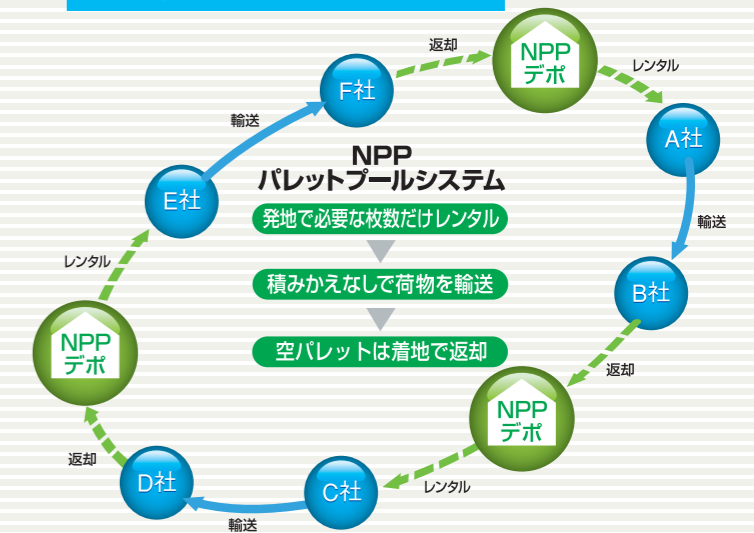 返却
NPP
デポ
レンタル
F社
輸送
A社
NPP
パレットプールシステム
E社
発地で必要な枚数だけレンタル
輸送
レンタル
積みかえなしで荷物を輸送
B社
NPP
デポ
空パレットは着地で返却
返却
NPP
デポ
返却
D社
C社
レンタル
輸送